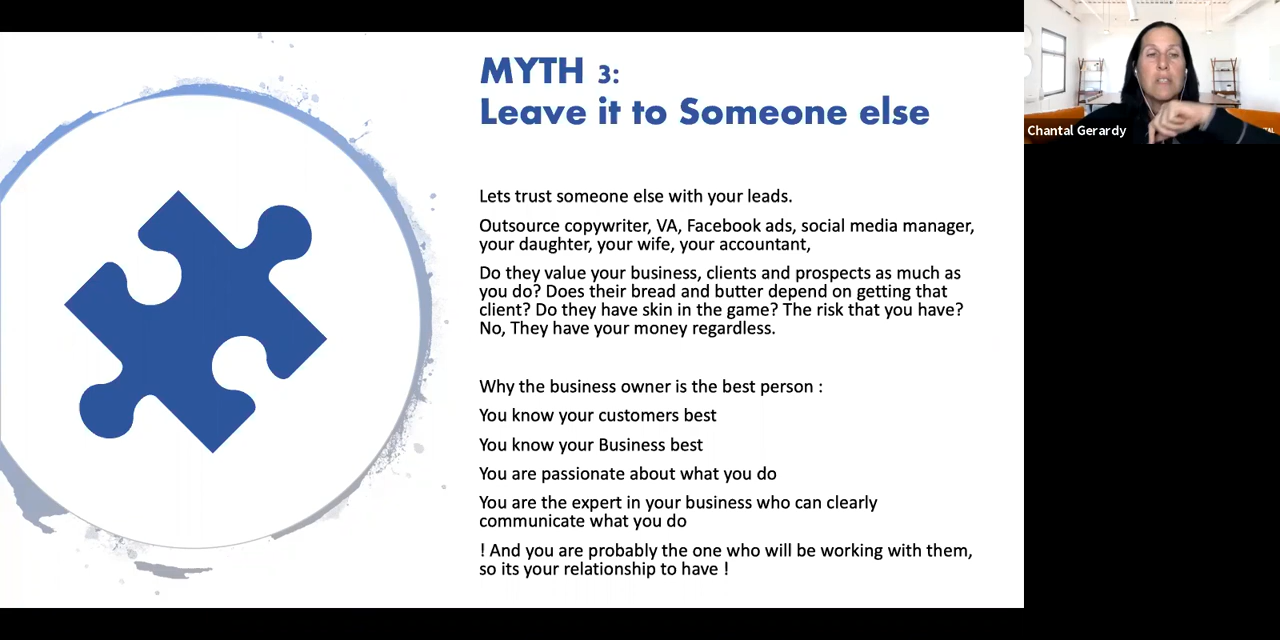 MYTH 3:
Leave it to Someone else
Lets trust someone else with your leads.
Outsource copywriter, VA, Facebook ads, social media manager,
your daughter, your wife, your accountant,
Do they value your business, clients and prospects as much as
you do? Does their bread and butter depend on getting that
client? Do they have skin in the game? The risk that you have?
No, They have your money regardless.
Why the business owner is the best person :
You know your customers best
You know your Business best
You are passionate about what you do
You are the expert in your business who can clearly
communicate what you do
! And you are probably the one who will be working with them,
so its your relationship to have !
Chantal Gerardy